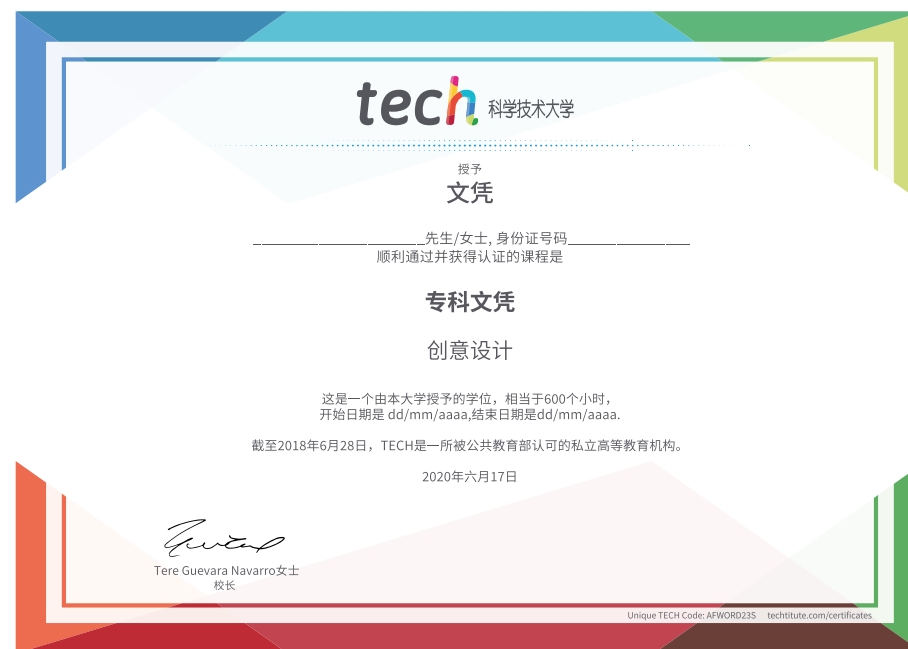 tech 科学技术大学
授予
文凭
______________________先生/女士, 身份证号码_______________
顺利通过并获得认证的课程是
专科文凭
创意设计
这是一个由本大学授予的学位，相当于600个小时，
开始日期是 dd/mm/aaaa,结束日期是dd/mm/aaaa.
截至2018年6月28日，TECH是一所被公共教育部认可的私立高等教育机构。
2020年六月17日
Tere Guevara Navarro女士
校长
Unique TECH Code: AFWORD23S techtitute.com/certificates